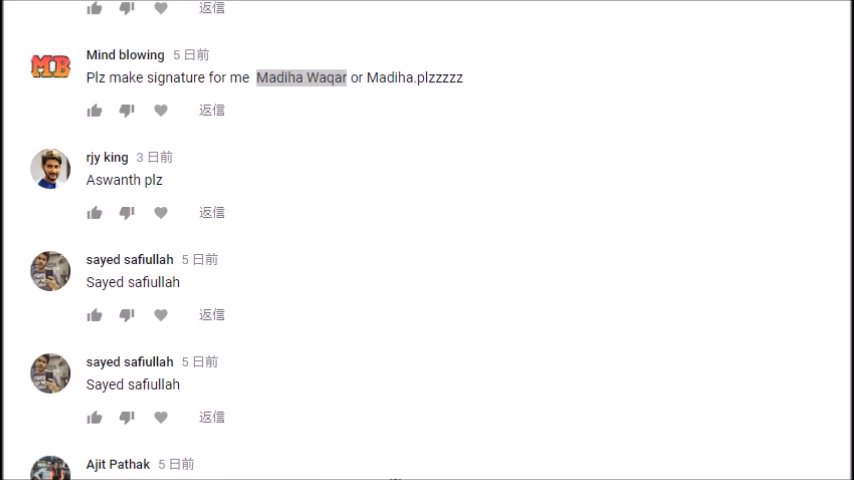 返信
MB
Mind blowing 5 日前
Plz make signature for me Madiha Waqar or Madiha.plzzzzz
返信
rjy king 3 日前
Aswanth plz
返信
sayed safiullah 5 日前
Sayed safiullah
返信
sayed safiullah 5 日前
Sayed safiullah
返信
Ajit Pathak 5 日前